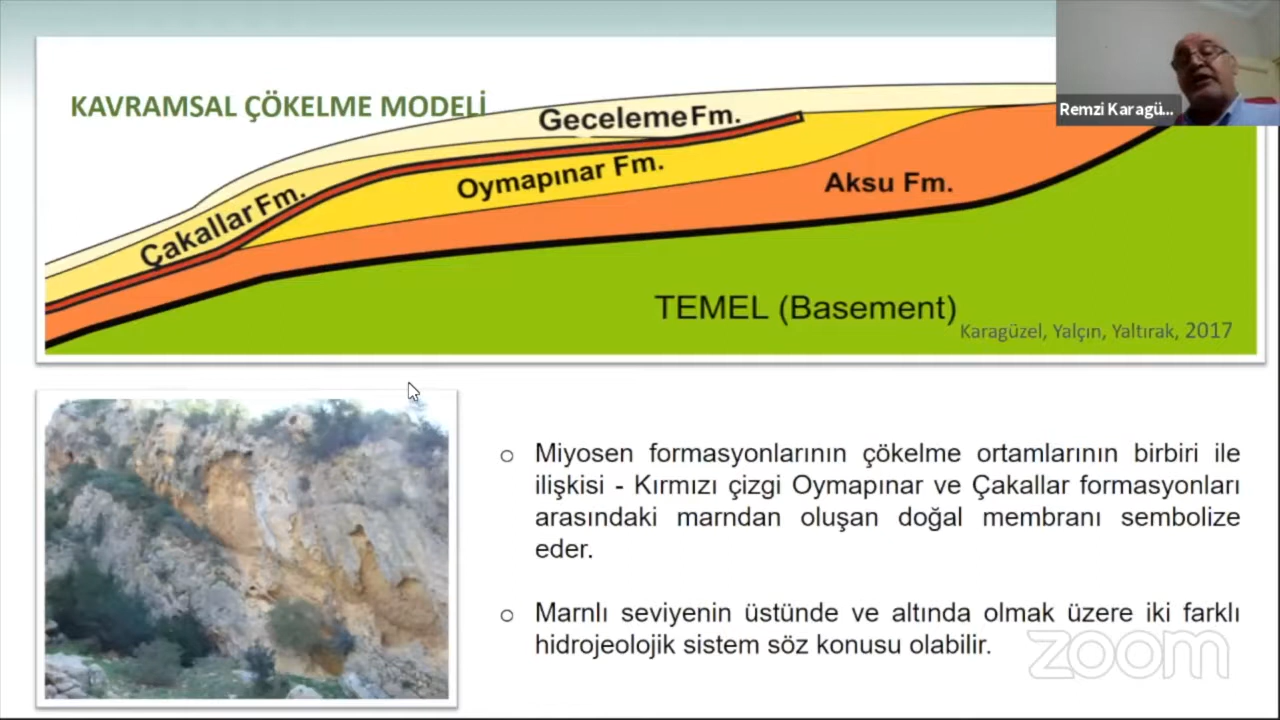 KAVRAMSAL ÇÖKELME MODELİ
Remzi Karagü...
Geceleme Fm.
Çakallar Fm.
Oymapınar Fm.
Aksu Fm.
TEMEL (Basement)
Karagüzel, Yalçın, Yaltırak, 2017
○ Miyosen formasyonlarının çökelme ortamlarının birbiri ile
ilişkisi - Kırmızı çizgi Oymapınar ve Çakallar formasyonları
arasındaki marndan oluşan doğal membranı sembolize
eder.
○ Marnlı seviyenin üstünde ve altında olmak üzere iki farklı
hidrojeolojik sistem söz konusu olabilir.
zoom